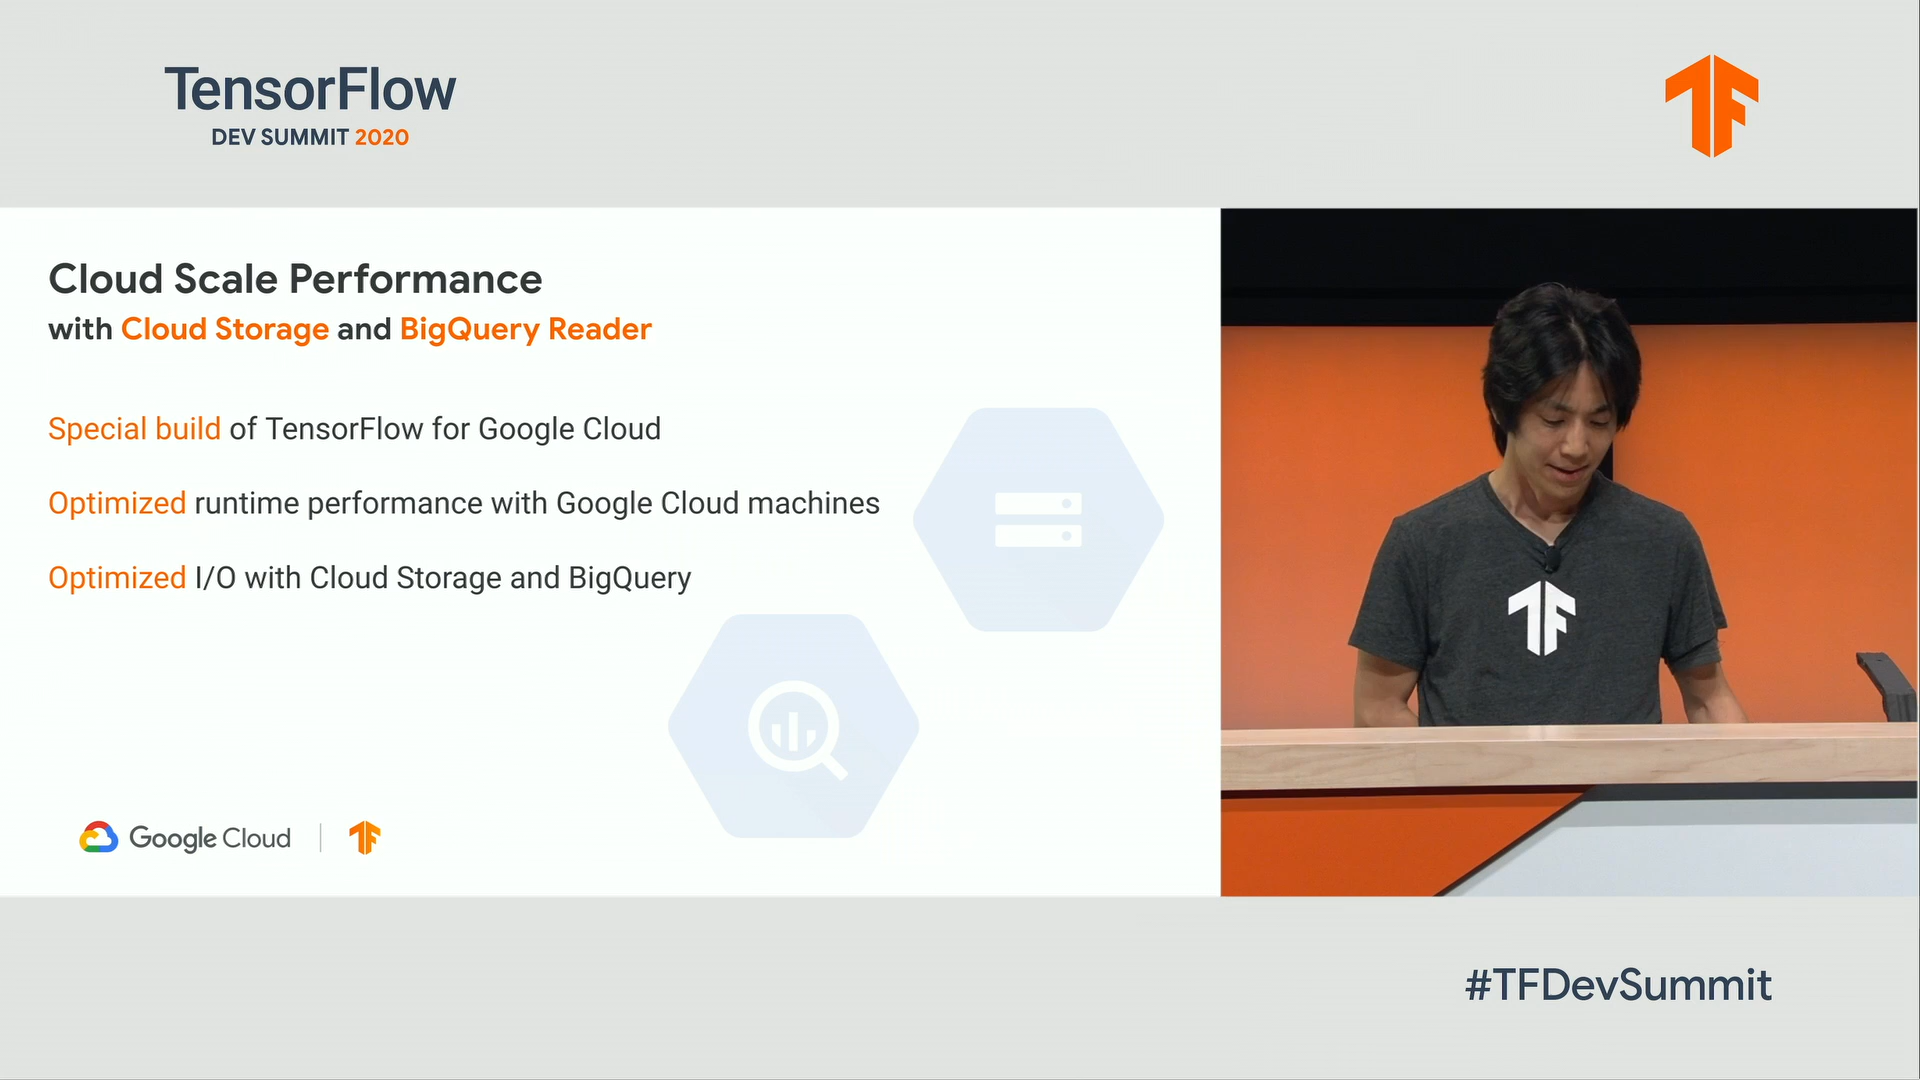 TensorFlow
DEV SUMMIT 2020
Cloud Scale Performance
with Cloud Storage and BigQuery Reader
Special build of TensorFlow for Google Cloud
Optimized runtime performance with Google Cloud machines
Optimized I/O with Cloud Storage and BigQuery
Google Cloud
#TFDevSummit